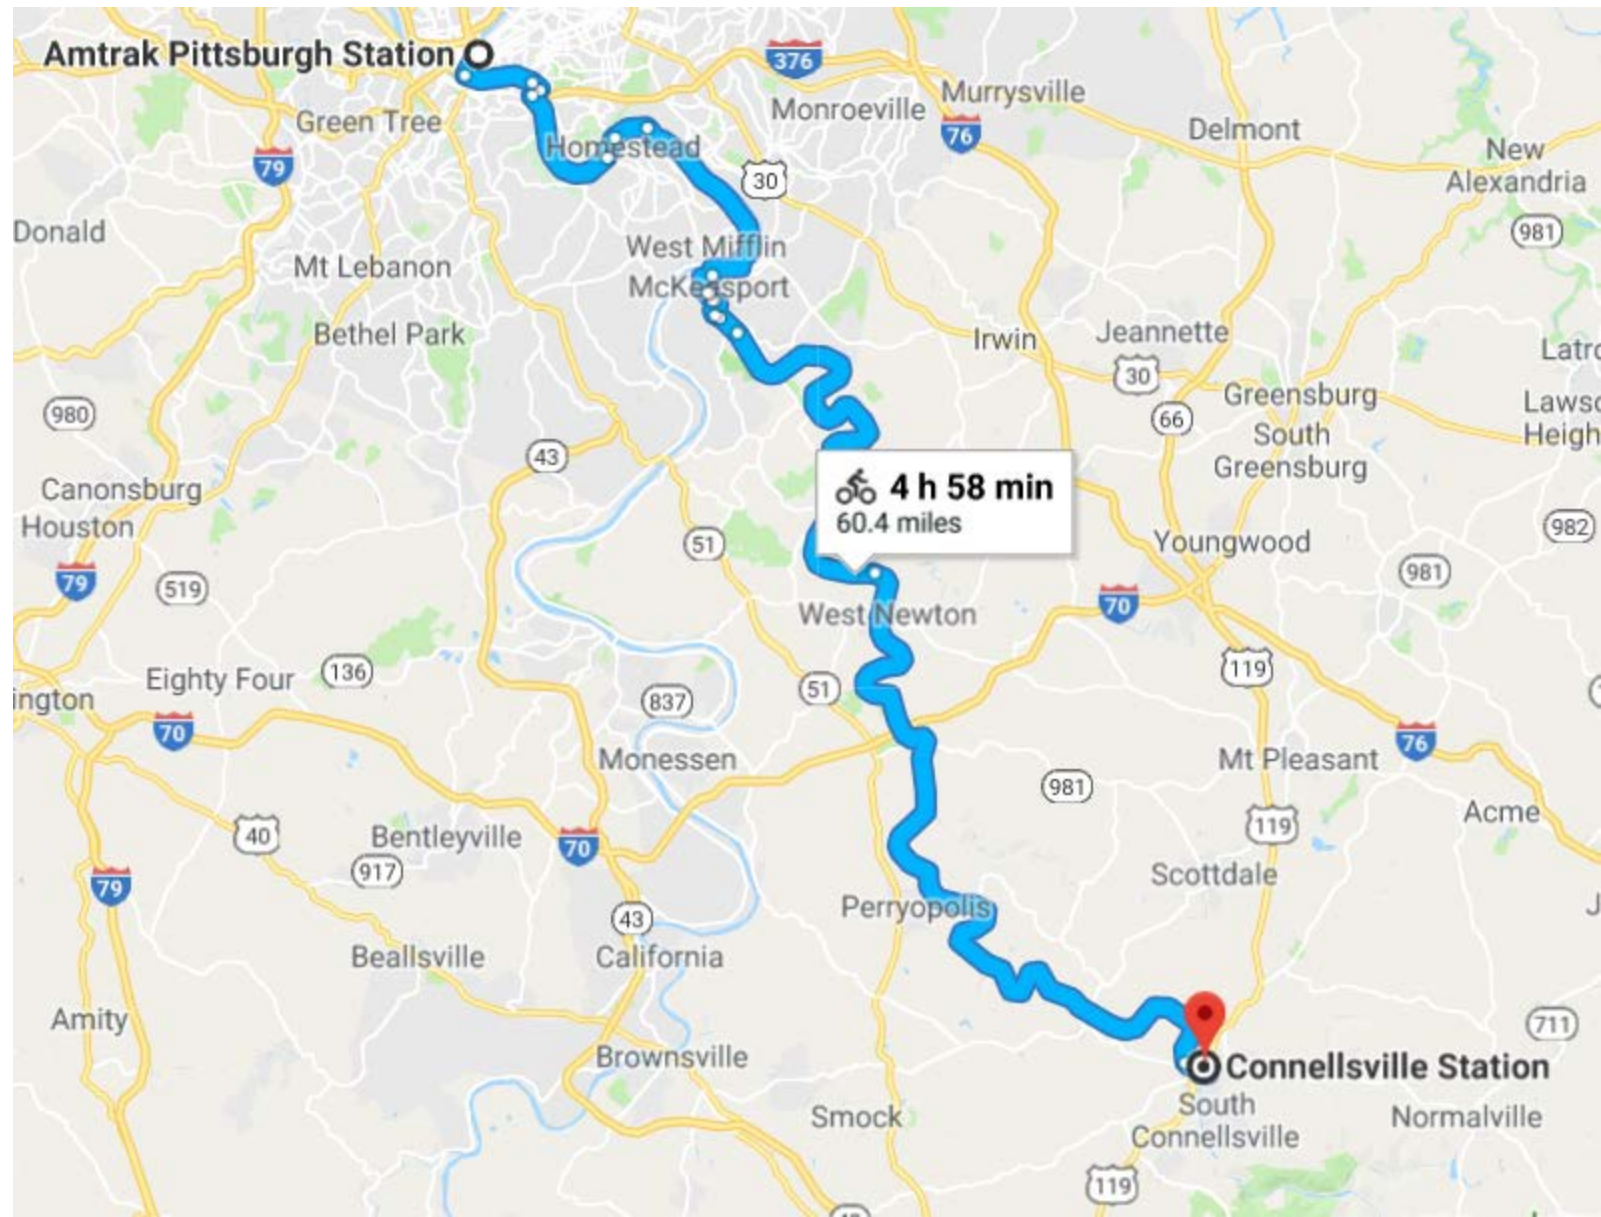 Amtrak Pittsburgh Station
376
Murrysville
Monroeville
Green Tree
76
Delmont
Homestead
New
Alexandria
79
30
Donald
981
West Mifflin
Mt Lebanon
McKeesport
Bethel Park
Irwin
Jeannette
30
980
Greensburg
66
South
Greensburg
43
4 h 58 min
60.4 miles
Canonsburg
Houston
51
Youngwood
982
79
519
981
70
West Newton
136
Eighty Four
119
51
837
ington
70
76
Monessen
Mt Pleasant
981
Acme
40
Bentleyville
70
119
917
79
Scottdale
Perryopolis
43
Beallsville
California
Amity
711
Brownsville
Connellsville Station
Smock
South
Connellsville
Normalville
119